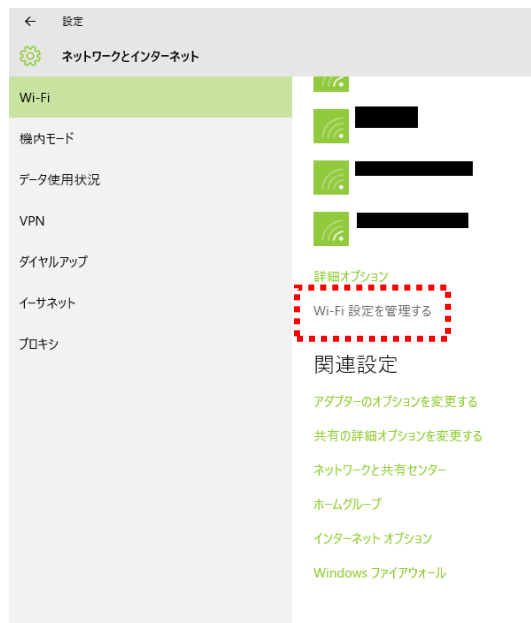 ← 設定
ネットワークとインターネット
Wi-Fi
機内モード
データ使用状況
VPN
ダイヤルアップ
イーサネット
プロキシ
詳細オプション
Wi-Fi 設定を管理する
関連設定
アダプターのオプションを変更する
共有の詳細オプションを変更する
ネットワークと共有センター
ホームグループ
インターネット オプション
Windows ファイアウォール